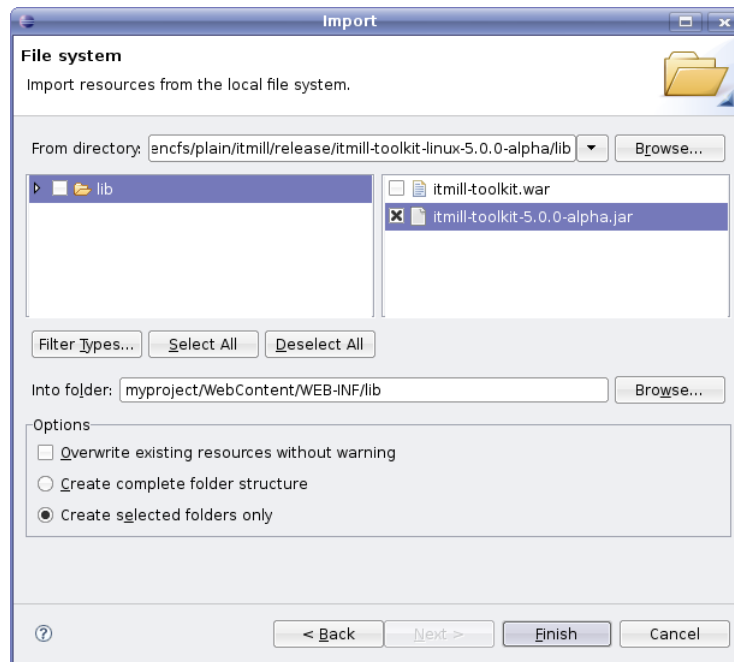 Import
File system
Import resources from the local file system.
From directory: encfs/plain/itmill/release/itmill-toolkit-linux-5.0.0-alpha/lib Browse...
lib
itmill-toolkit.war
itmill-toolkit-5.0.0-alpha.jar
Filter Types... Select All Deselect All
Into folder: myproject/WebContent/WEB-INF/lib Browse...
Options
Overwrite existing resources without warning
Create complete folder structure
Create selected folders only
? < Back Next > Finish Cancel